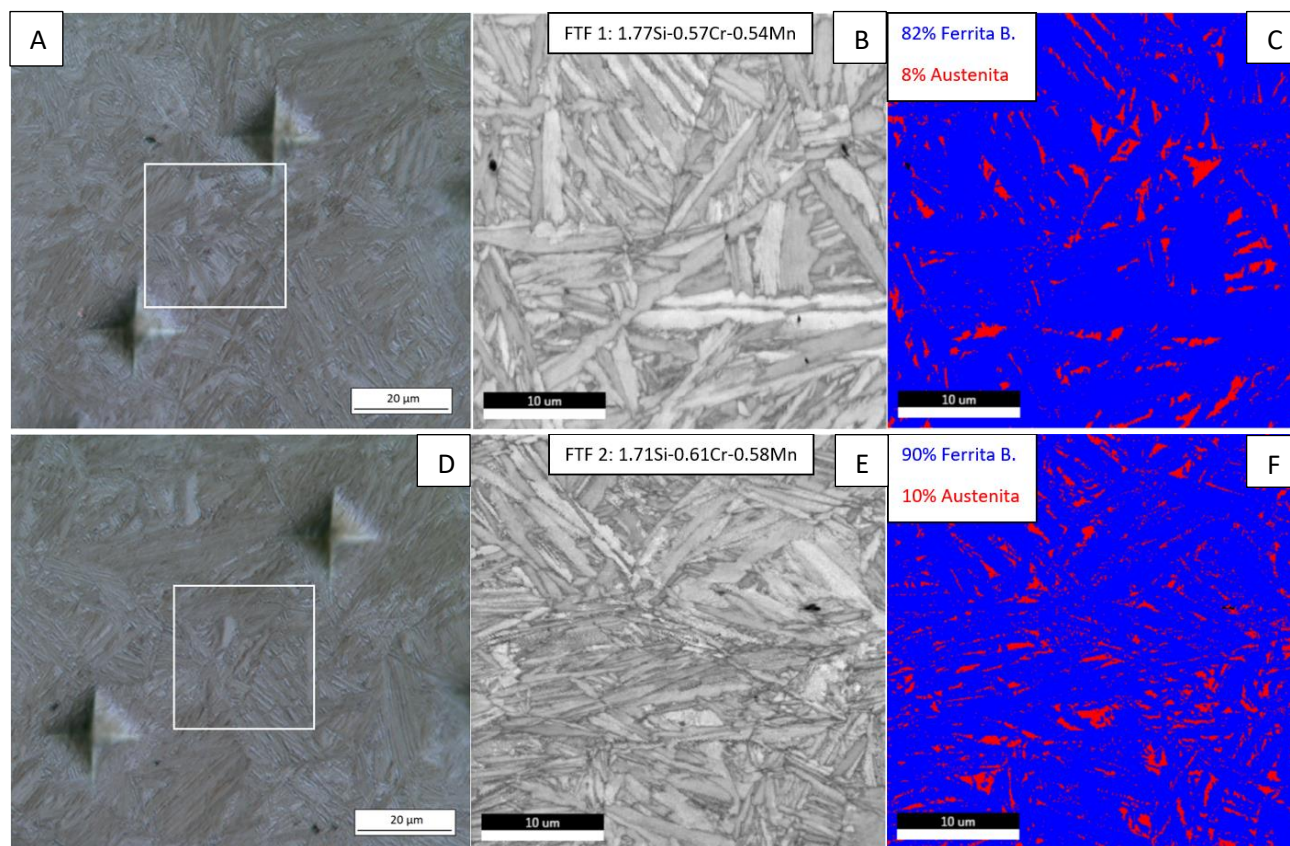 A
FTF 1: 1.77Si-0.57Cr-0.54Mn
B
82% Ferrita B.
8% Austenita
C
20 µm
10 um
10 um
D
FTF 2: 1.71Si-0.61Cr-0.58Mn
E
90% Ferrita B.
10% Austenita
F
20 µm
10 um
10 um